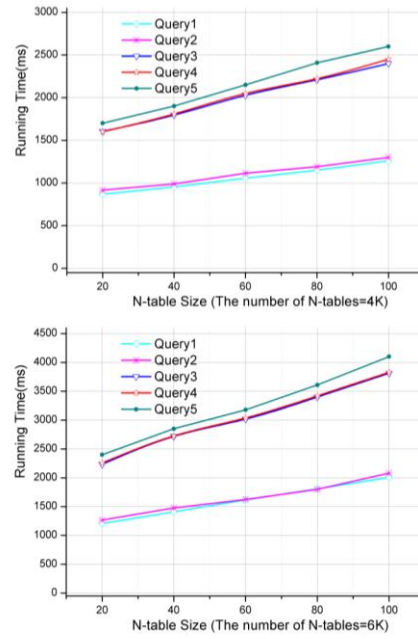 3000
2500
2000
1500
1000
500
0
Running Time(ms)
Query1
Query2
Query3
Query4
Query5
20 40 60 80 100
N-table Size (The number of N-tables=4K)
4500
4000
3500
3000
2500
2000
1500
1000
500
0
Running Time(ms)
Query1
Query2
Query3
Query4
Query5
20 40 60 80 100
N-table Size (The number of N-tables=6K)